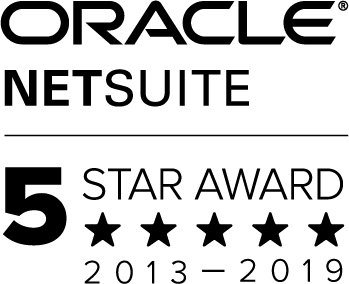 ORACLE®
NETSUITE
5 STAR AWARD
2013 – 2019